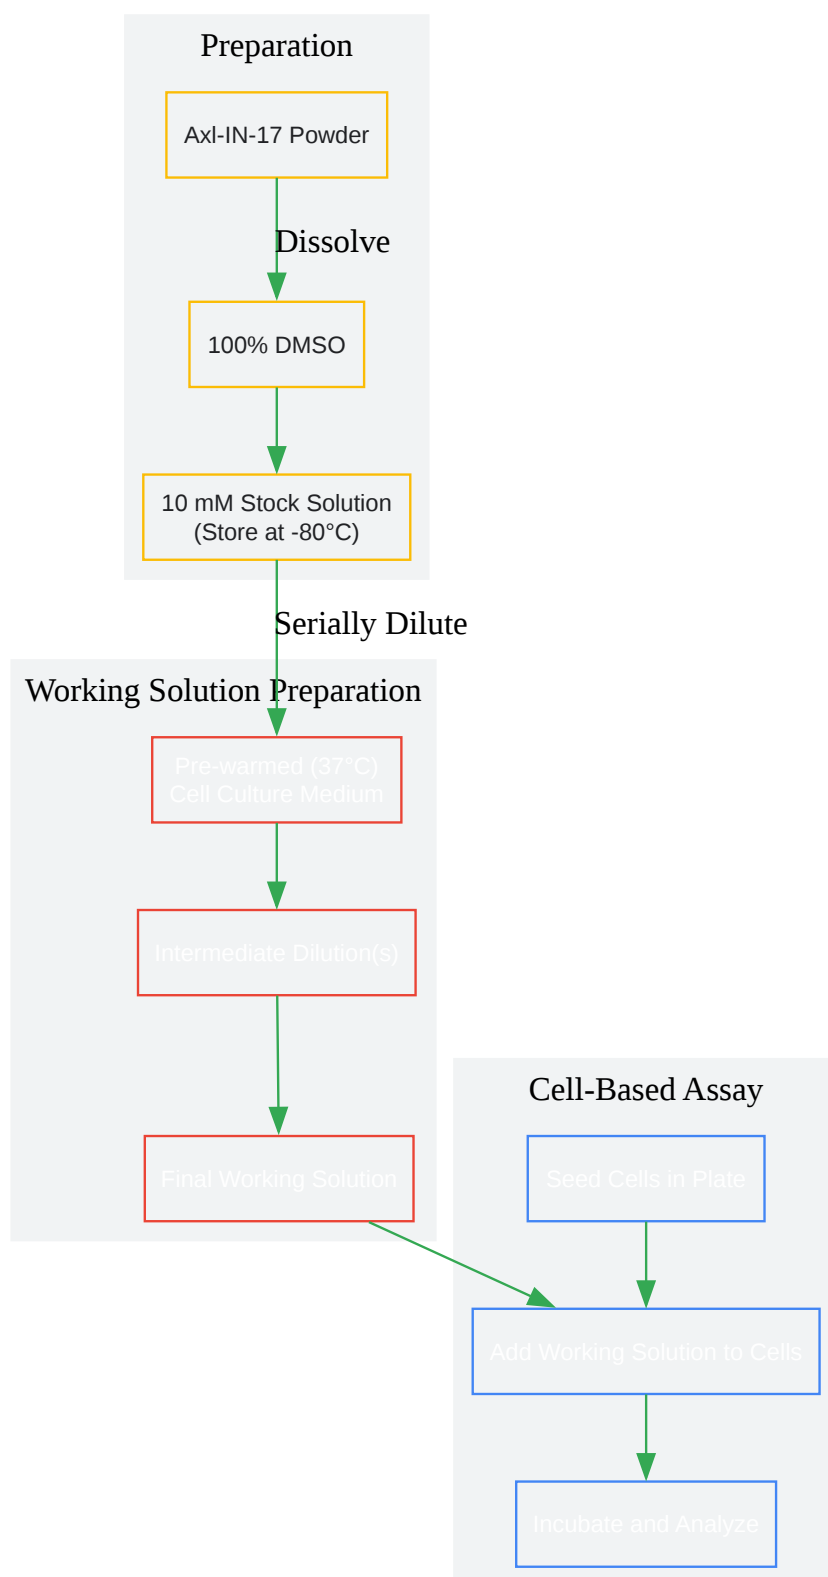 Preparation
Axl-IN-17 Powder
Dissolve
100% DMSO
10 mM Stock Solution
(Store at -80°C)
Serially Dilute
Working Solution Preparation
Pre-warmed (37°C)
Cell Culture Medium
Intermediate Dilution(s)
Final Working Solution
Cell-Based Assay
Seed Cells in Plate
Add Working Solution to Cells
Incubate and Analyze